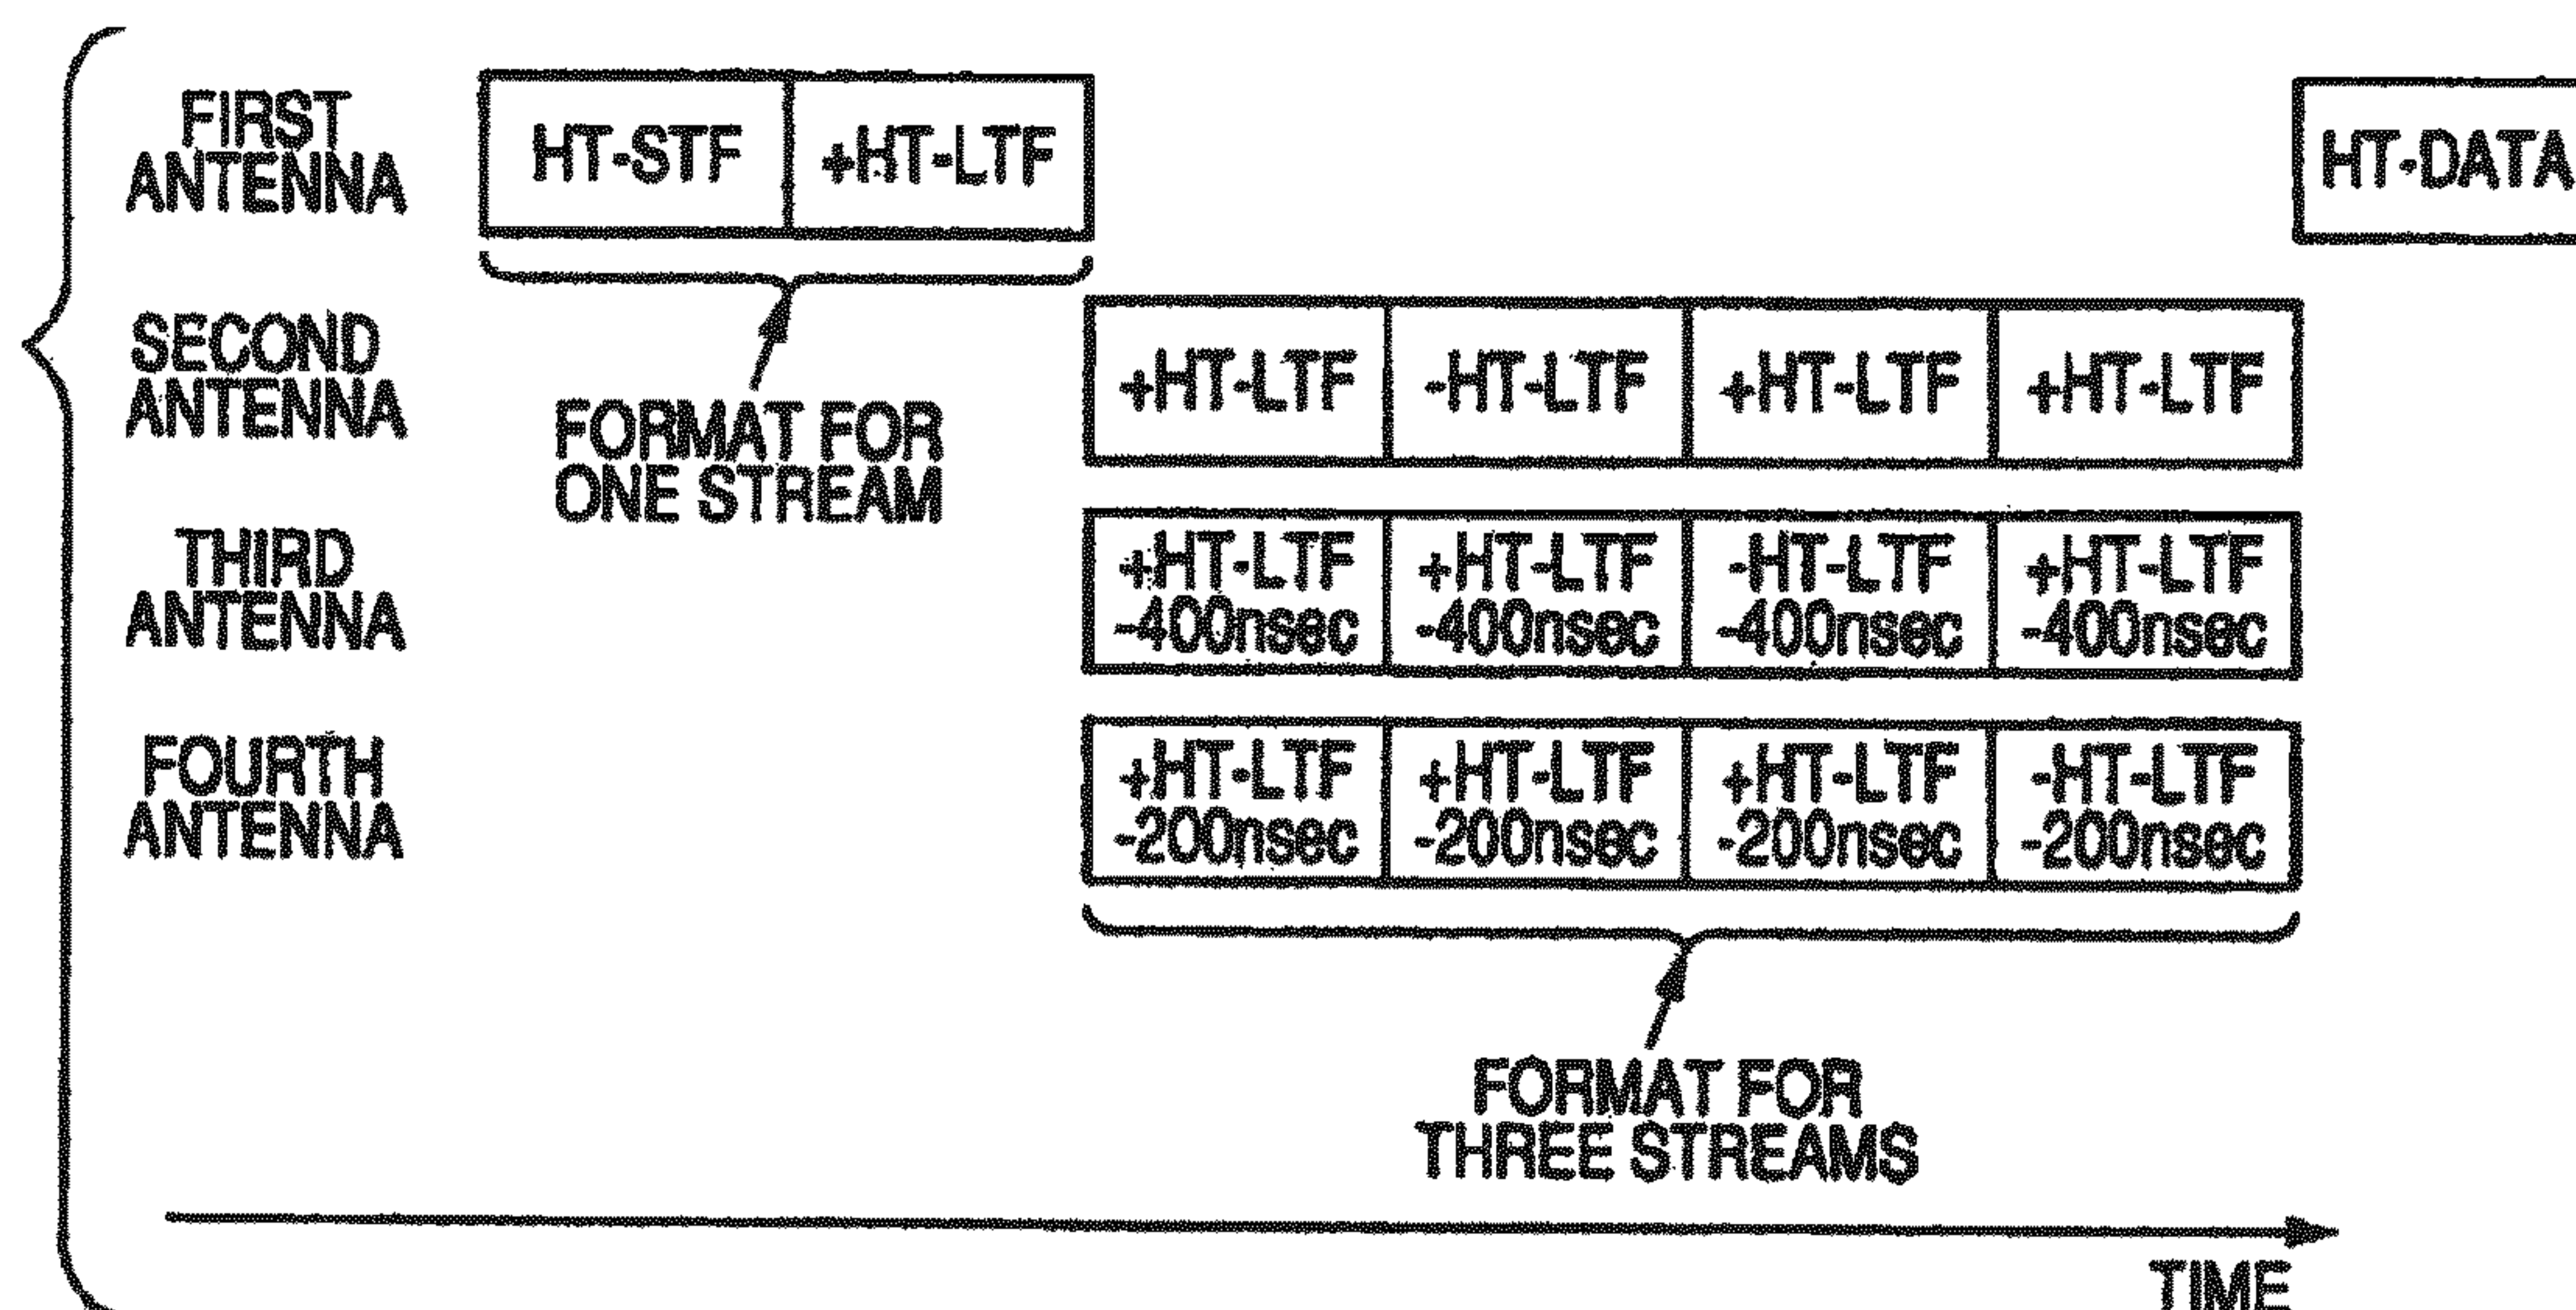 FIRST
ANTENNA
HT-STF
+HT-LTF
HT-DATA
SECOND
ANTENNA
FORMAT FOR
ONE STREAM
+HT-LTF
-HT-LTF
+HT-LTF
+HT-LTF
THIRD
ANTENNA
+HT-LTF
-400nsec
+HT-LTF
-400nsec
-HT-LTF
-400nsec
+HT-LTF
-400nsec
FOURTH
ANTENNA
+HT-LTF
-200nsec
+HT-LTF
-200nsec
+HT-LTF
-200nsec
-HT-LTF
-200nsec
FORMAT FOR
THREE STREAMS
TIME